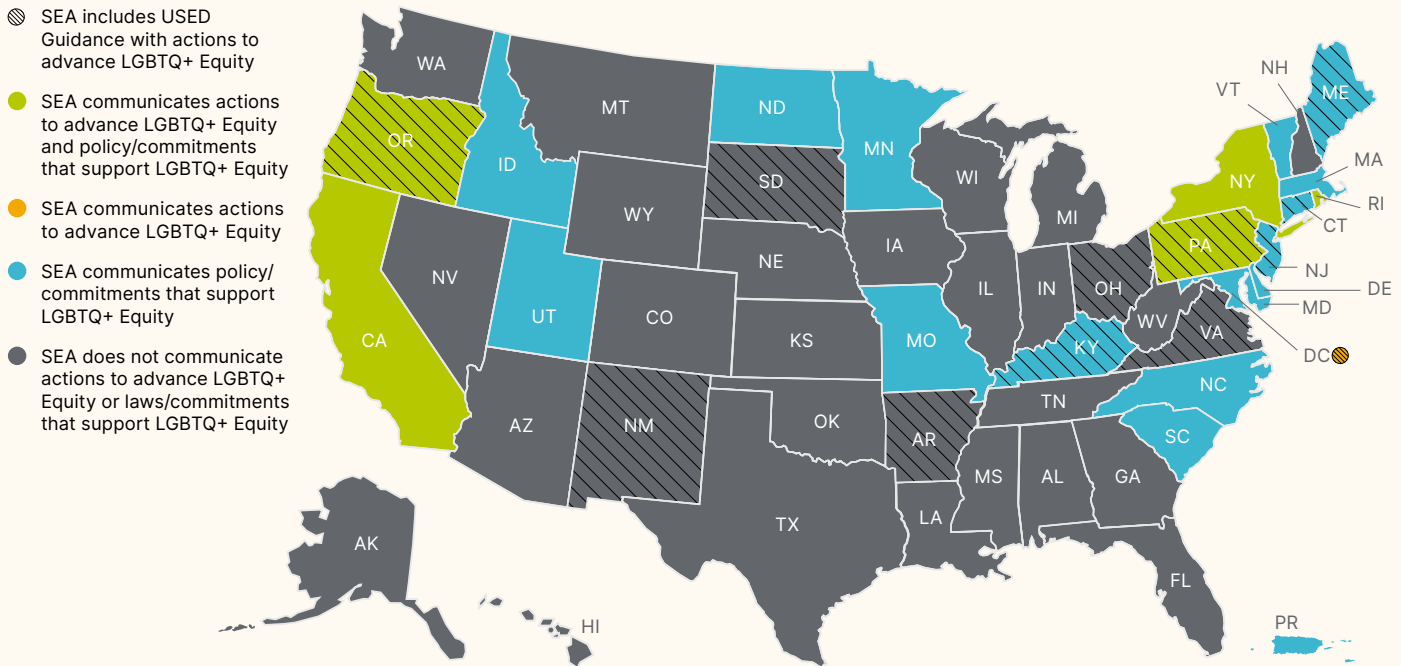 SEA includes USED
Guidance with actions to
advance LGBTQ+ Equity
SEA communicates actions
to advance LGBTQ+ Equity
and policy/commitments
that support LGBTQ+ Equity
SEA communicates actions
to advance LGBTQ+ Equity
SEA communicates policy/
commitments that support
LGBTQ+ Equity
SEA does not communicate
actions to advance LGBTQ+
Equity or laws/commitments
that support LGBTQ+ Equity
WA
OR
CA
ID
NV
MT
WY
UT
AZ
CO
NM
ND
SD
NE
KS
OK
TX
MN
IA
MO
AR
LA
WI
IL
MI
IN
OH
KY
TN
MS
AL
GA
FL
SC
NC
VA
WV
PA
NY
VT
NH
ME
MA
RI
CT
NJ
DE
MD
DC
AK
HI
PR